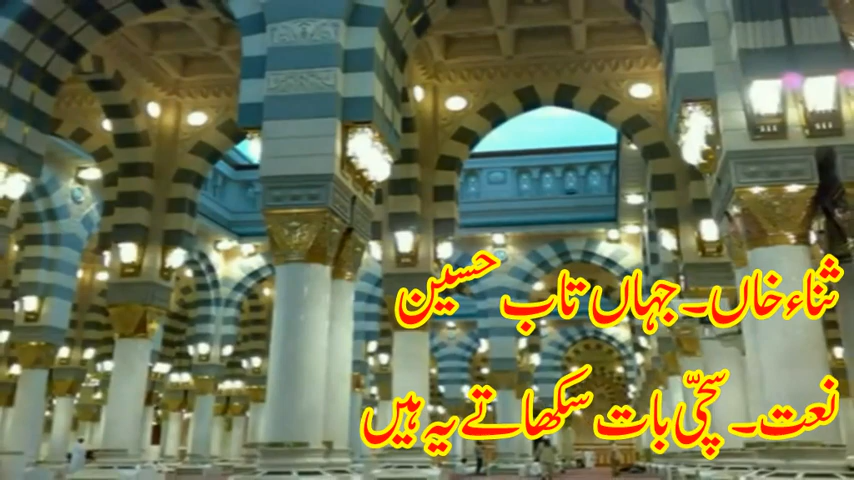 ثناء خاں۔ جہاں تاب حسین
نعت۔ سچّی بات سکھاتے یہ ہیں